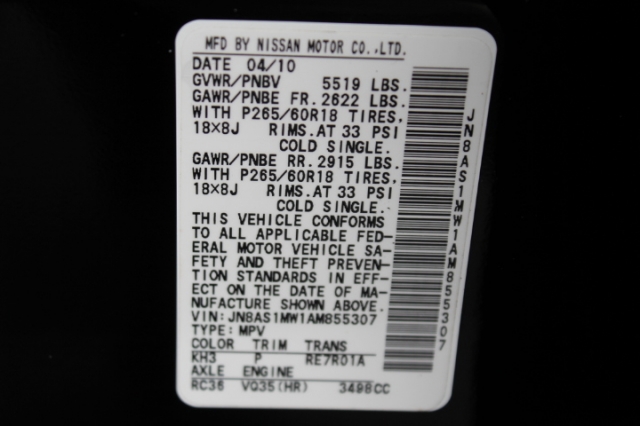 MFD BY NISSAN MOTOR CO.,LTD.
DATE 04/10
GVWR/PNBV 5519 LBS.
GAWR/PNBE FR. 2622 LBS.
WITH P265/60R18 TIRES,
18×8J RIMS. AT 33 PSI
COLD SINGLE.
GAWR/PNBE RR. 2915 LBS.
WITH P265/60R18 TIRES,
18×8J RIMS. AT 33 PSI
COLD SINGLE.
THIS VEHICLE CONFORMS
TO ALL APPLICABLE FED-
ERAL MOTOR VEHICLE SA-
FETY AND THEFT PREVEN-
TION STANDARDS IN EFF-
ECT ON THE DATE OF MA-
NUFACTURE SHOWN ABOVE.
VIN:JN8AS1MW1AM855307
TYPE: MPV
COLOR TRIM TRANS
KH3 P RE7R01A
AXLE ENGINE
RC36 VQ35(HR) 3498CC
JN8AS1MW1AM855307